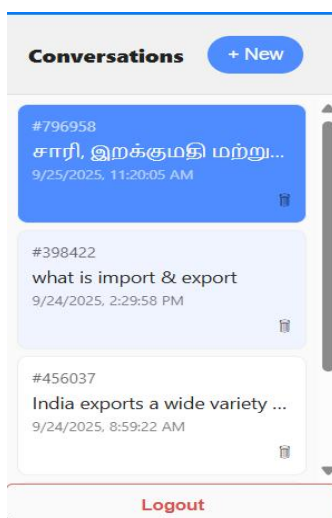 Conversations
+ New
#796958
சாரி, இறக்குமதி மற்று...
9/25/2025, 11:20:05 AM
#398422
what is import & export
9/24/2025, 2:29:58 PM
#456037
India exports a wide variety ...
9/24/2025, 8:59:22 AM
Logout